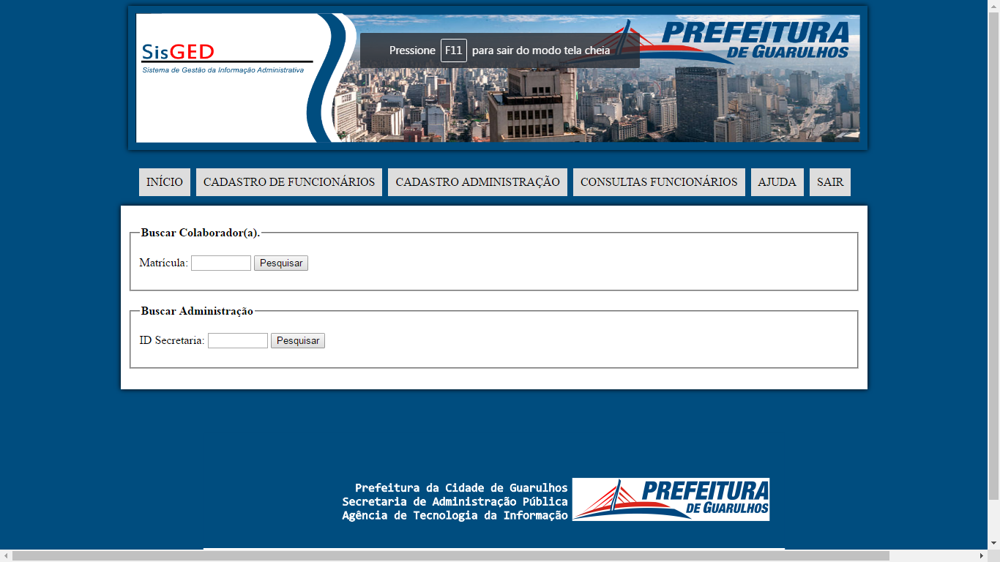 SisGED
Sistema de Gestão da Informação Administrativa
PREFEITURA
DE GUARULHOS
Pressione F11 para sair do modo tela cheia
INÍCIO CADASTRO DE FUNCIONÁRIOS CADASTRO ADMINISTRAÇÃO CONSULTAS FUNCIONÁRIOS AJUDA SAIR
Buscar Colaborador(a).
Matrícula: Pesquisar
Buscar Administração
ID Secretaria: Pesquisar
Prefeitura da Cidade de Guarulhos
Secretaria de Administração Pública
Agência de Tecnologia da Informação
PREFEITURA
DE GUARULHOS